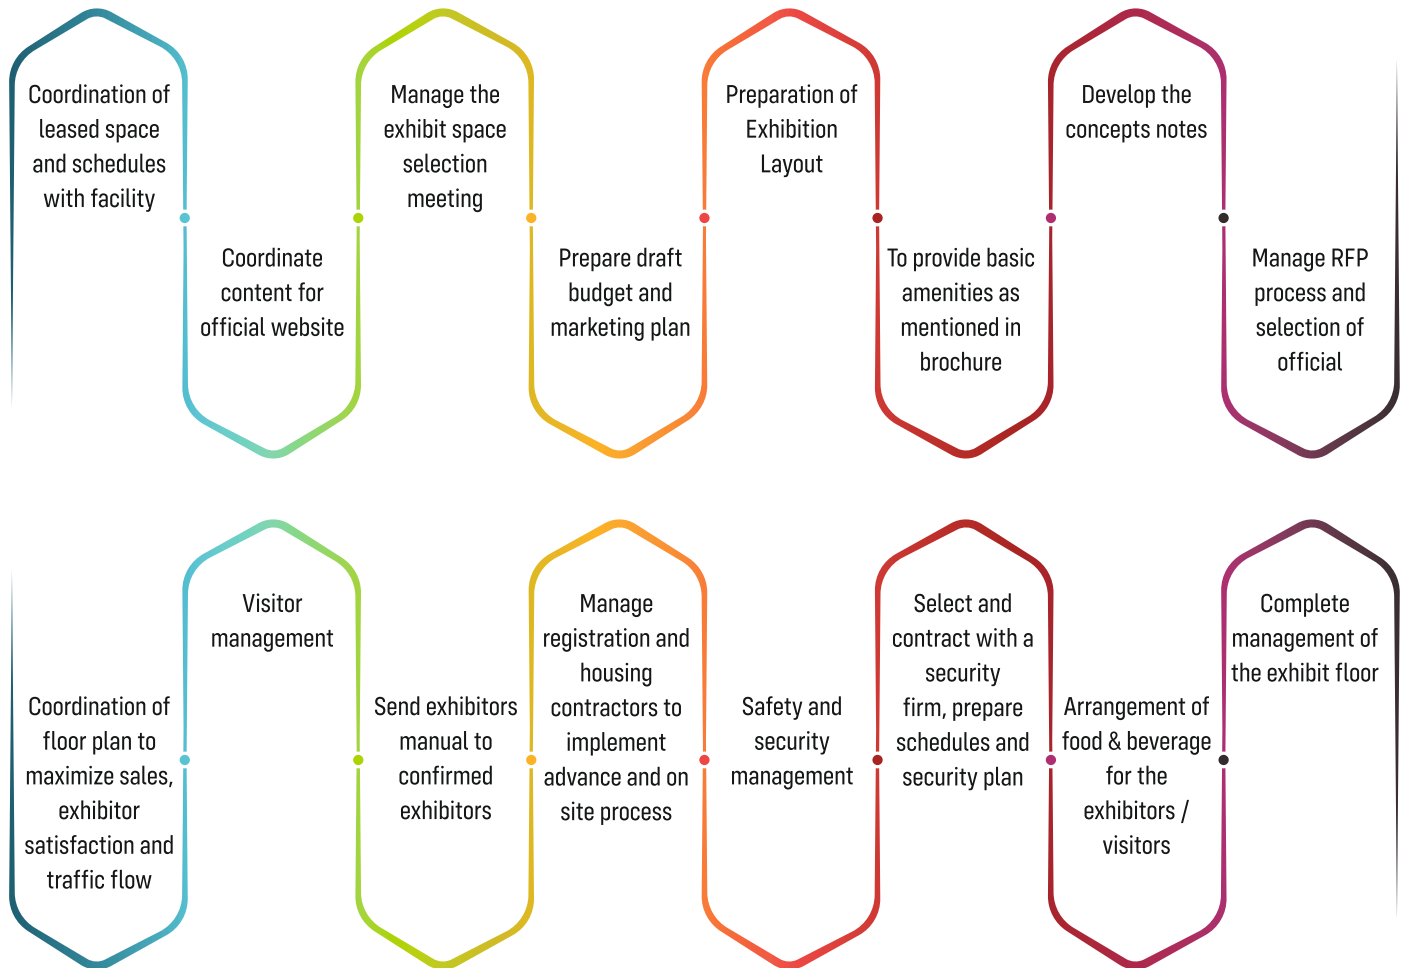 Coordination of
leased space
and schedules
with facility
Coordinate
content for
official website
Manage the
exhibit space
selection
meeting
Prepare draft
budget and
marketing plan
Preparation of
Exhibition
Layout
To provide basic
amenities as
mentioned in
brochure
Develop the
concepts notes
Manage RFP
process and
selection of
official
Coordination of
floor plan to
maximize sales,
exhibitor
satisfaction and
traffic flow
Visitor
management
Send exhibitors
manual to
confirmed
exhibitors
Manage
registration and
housing
contractors to
implement
advance and on
site process
Safety and
security
management
Select and
contract with a
security
firm, prepare
schedules and
security plan
Arrangement of
food & beverage
for the
exhibitors /
visitors
Complete
management of
the exhibit floor